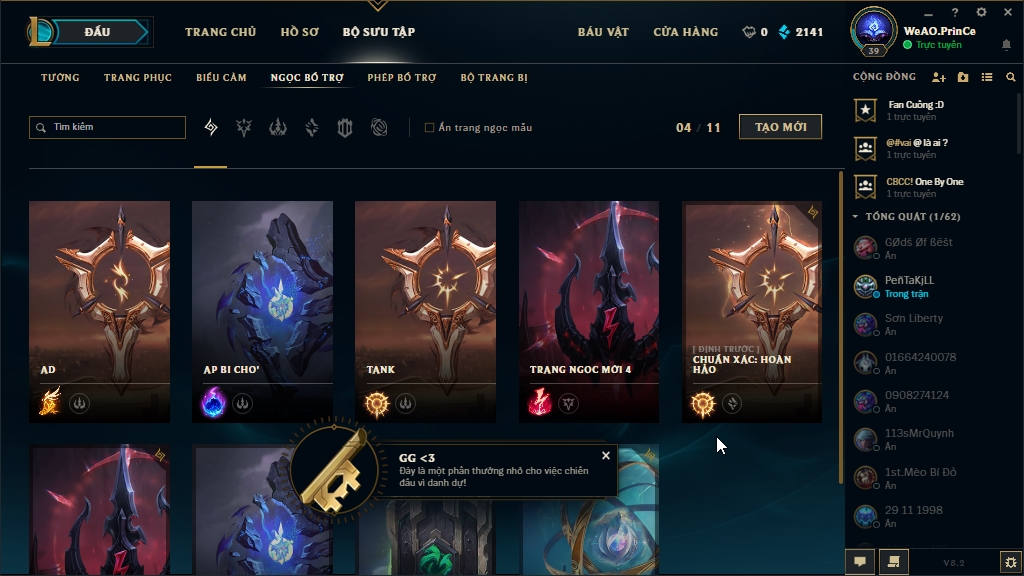 ĐẤU
TRANG CHỦ
HỒ SƠ
BỘ SƯU TẬP
BÁU VẬT
CỬA HÀNG
0
2141
39
WeAO.PrinCe
Trực tuyến
TƯỚNG
TRANG PHỤC
BIỂU CẢM
NGỌC BỔ TRỢ
PHÉP BỔ TRỢ
BỘ TRANG BỊ
Tìm kiếm
Ẩn trang ngọc mẫu
04 / 11
TẠO MỚI
AD
AP BI CHO'
TANK
TRANG NGỌC MỚI 4
[ ĐỊNH TRƯỚC ]
CHUẨN XÁC: HOÀN
HẢO
GG <3
Đây là một phần thưởng nhỏ cho việc chiến
đấu vì danh dự!
CỘNG ĐỒNG
Fan Cuồng :D
1 trực tuyến
@#vai @ là ai ?
1 trực tuyến
CBCC! One By One
1 trực tuyến
TỔNG QUÁT (1/62)
GØdš Øf ßëšt
Ẩn
PeñTaKjLL
Trong trận
Sơn Liberty
Ẩn
01664240078
Ẩn
0908274124
Ẩn
113sMrQuynh
Ẩn
1st.Mèo Bí Đỏ
Ẩn
29 11 1998
Ẩn
V8.2